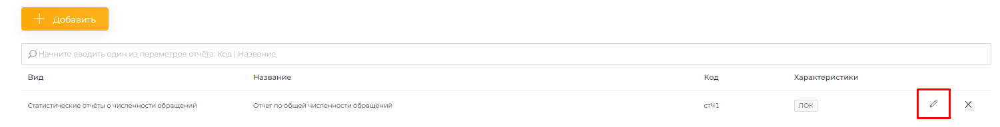 Добавить
Начните вводить один из параметров отчёта: Код | Название
Вид Название Код Характеристики
Статистические отчёты о численности обращений Отчет по общей численности обращений стЧ1 ЛОК